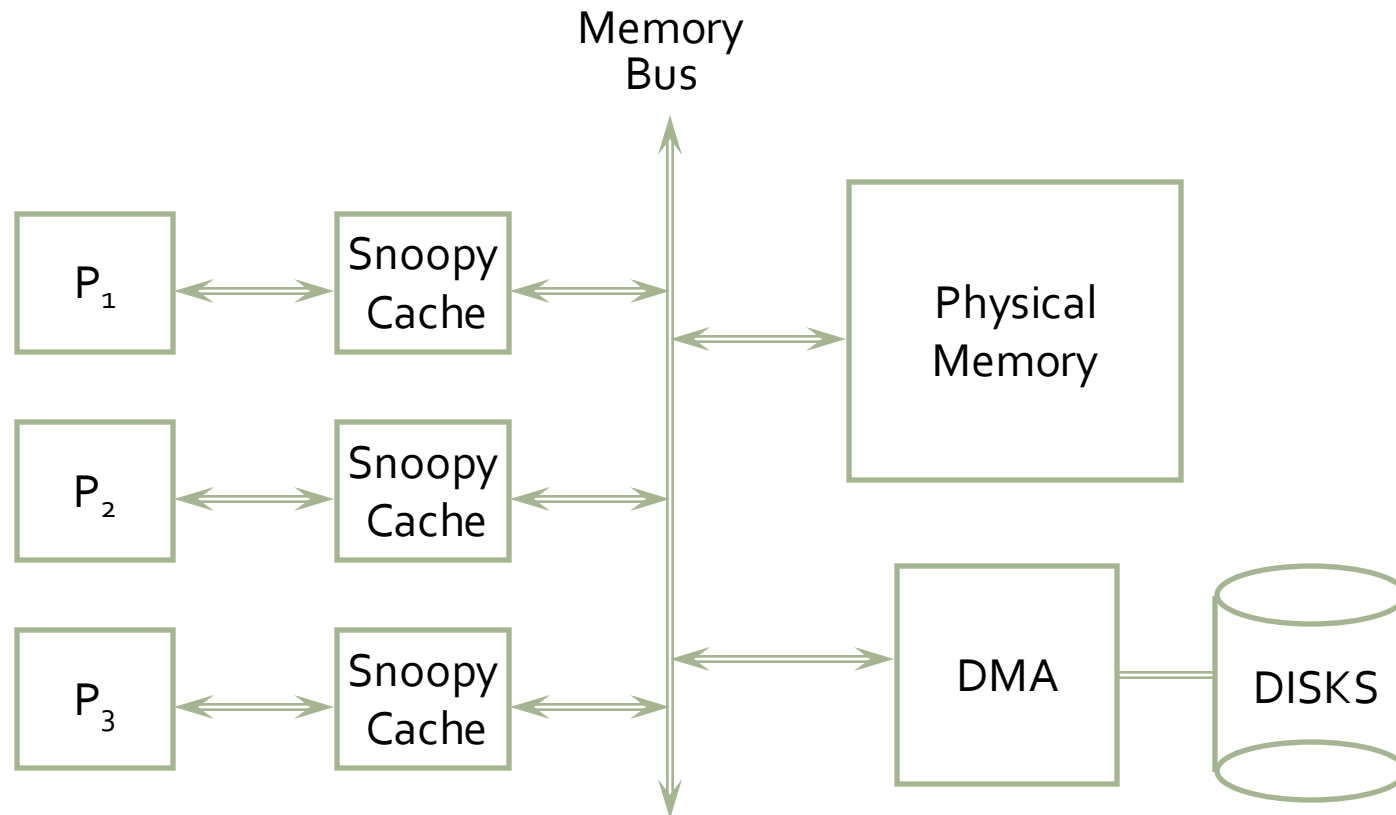 Memory
Bus
P₁
Snoopy
Cache
Physical
Memory
P₂
Snoopy
Cache
P₃
Snoopy
Cache
DMA
DISKS